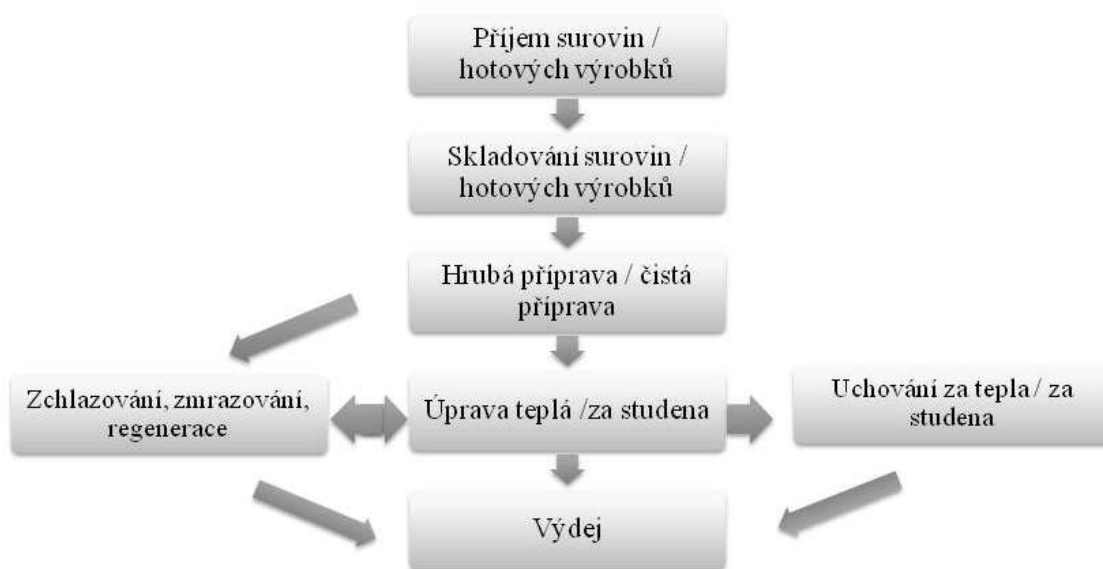 Příjem surovin /
hotových výrobků
Skladování surovin /
hotových výrobků
Hrubá příprava / čistá
příprava
Zchlazování, zmrazování,
regenerace
Úprava teplá /za studena
Uchování za tepla / za
studena
Výdej